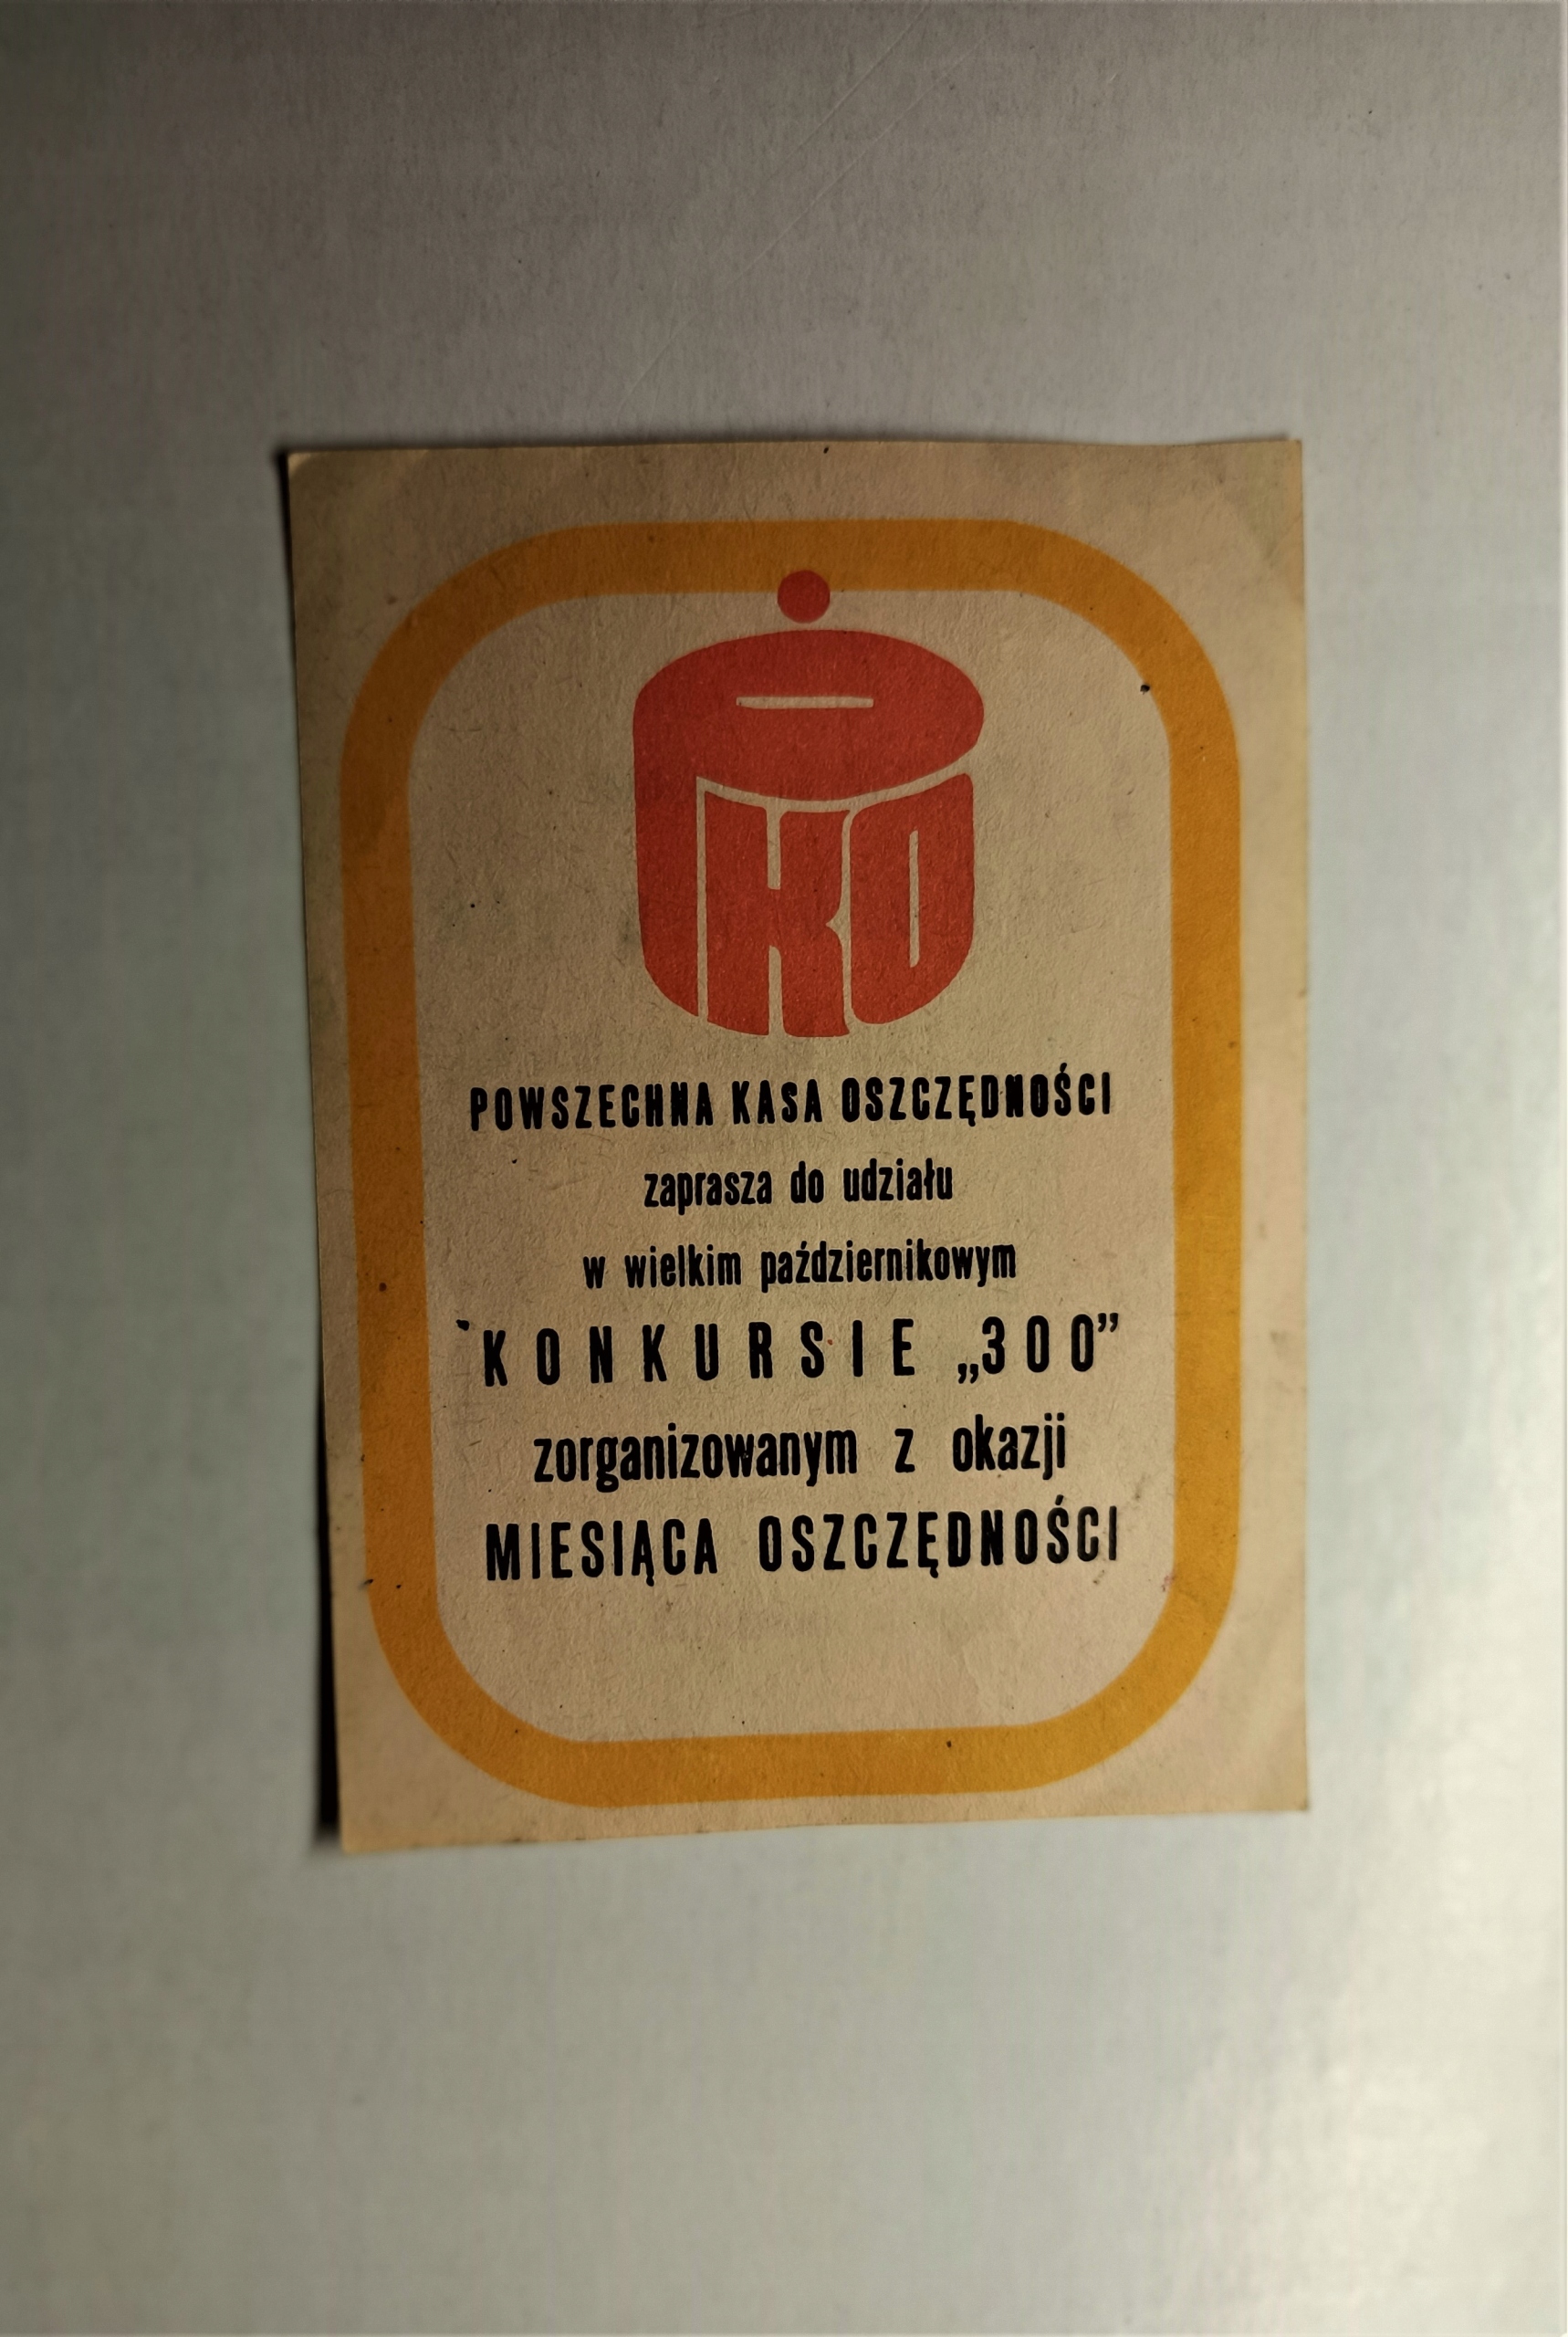 PKO
POWSZECHNA KASA OSZCZĘDNOŚCI
zaprasza do udziału
w wielkim październikowym
KONKURSIE „300”
zorganizowanym z okazji
MIESIĄCA OSZCZĘDNOŚCI